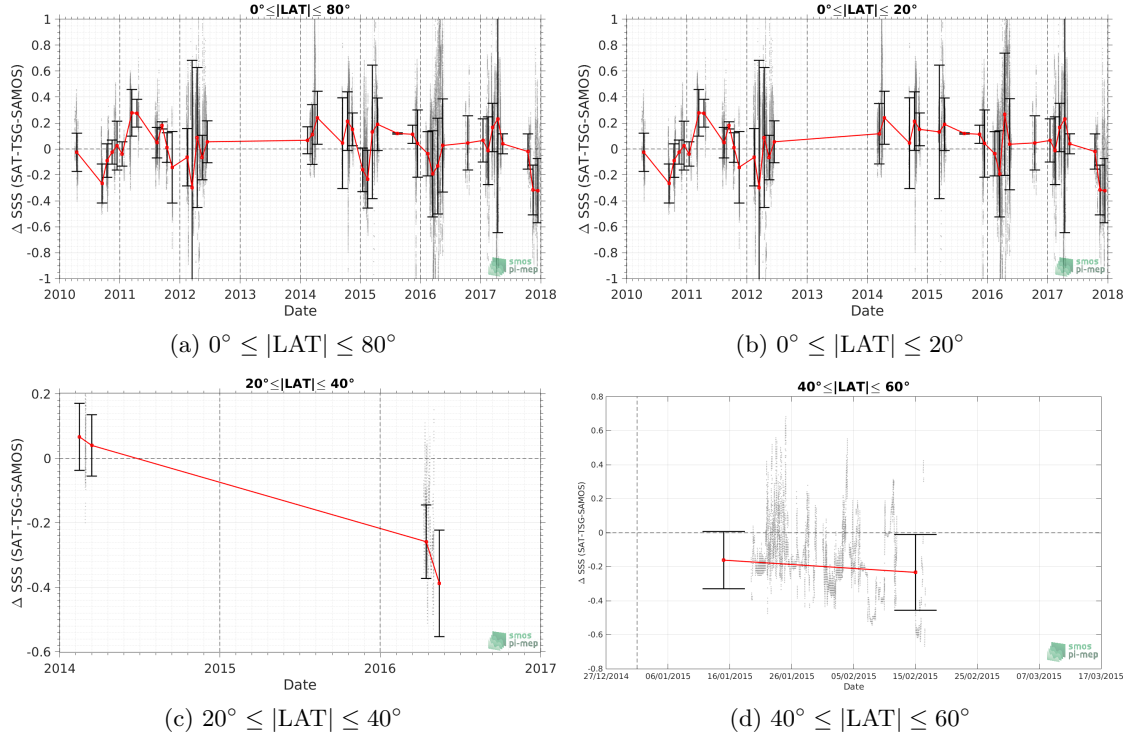 0°≤|LAT|≤ 80°
Δ SSS (SAT-TSG-SAMOS)
1
0.8
0.6
0.4
0.2
0
-0.2
-0.4
-0.6
-0.8
-1
2010 2011 2012 2013 2014 2015 2016 2017 2018
Date
smos
pi-mep
(a) 0° ≤ |LAT| ≤ 80°
0°≤|LAT|≤ 20°
Δ SSS (SAT-TSG-SAMOS)
1
0.8
0.6
0.4
0.2
0
-0.2
-0.4
-0.6
-0.8
-1
2010 2011 2012 2013 2014 2015 2016 2017 2018
Date
smos
pi-mep
(b) 0° ≤ |LAT| ≤ 20°
20°≤|LAT|≤ 40°
Δ SSS (SAT-TSG-SAMOS)
0.2
0
-0.2
-0.4
-0.6
2014 2015 2016 2017
Date
smos
pi-mep
(c) 20° ≤ |LAT| ≤ 40°
40°≤|LAT|≤ 60°
Δ SSS (SAT-TSG-SAMOS)
0.8
0.6
0.4
0.2
0
-0.2
-0.4
-0.6
-0.8
27/12/2014 06/01/2015 16/01/2015 26/01/2015 05/02/2015 15/02/2015 25/02/2015 07/03/2015 17/03/2015
Date
smos
pi-mep
(d) 40° ≤ |LAT| ≤ 60°